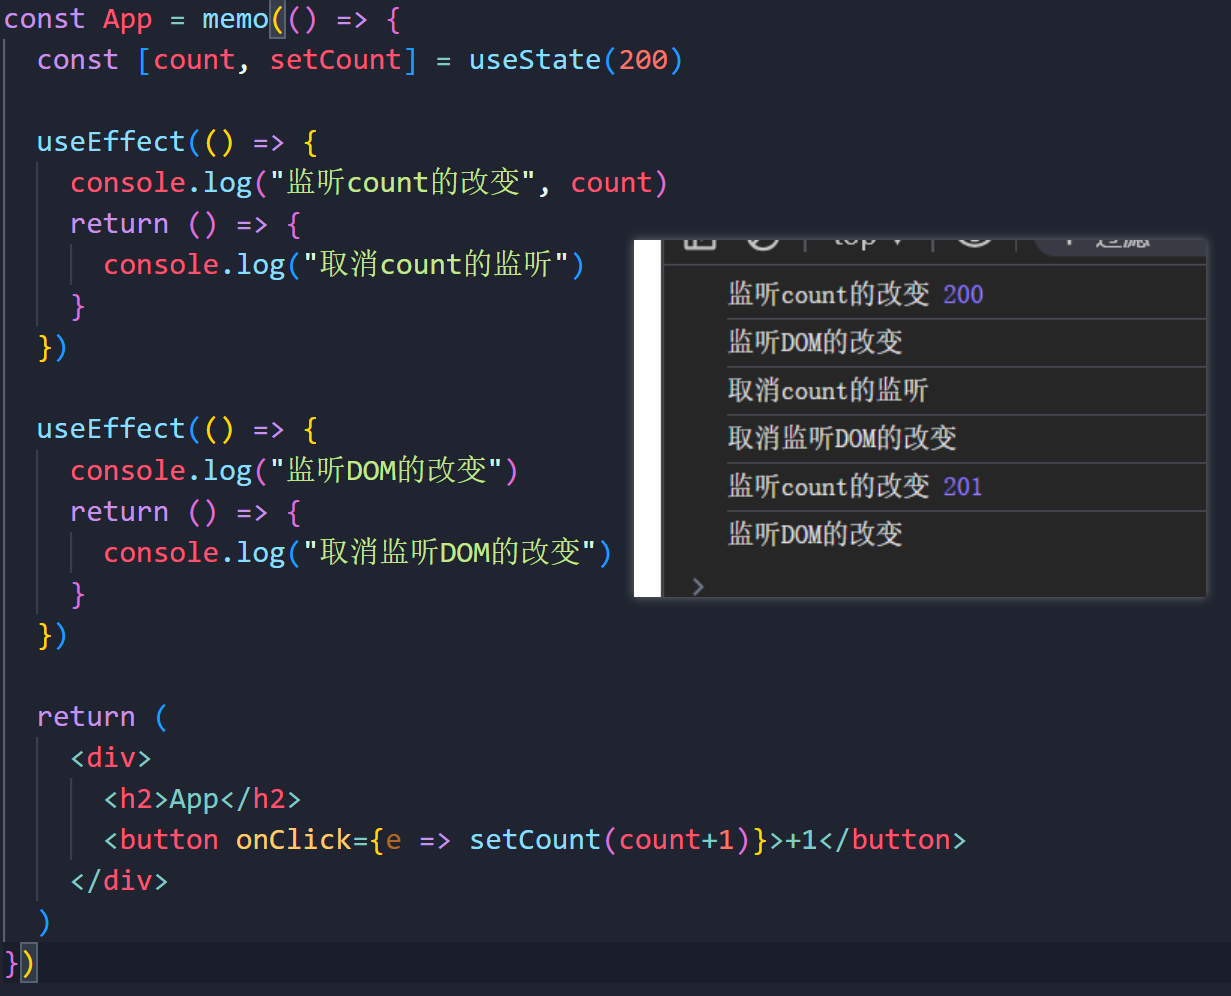 const App = memo(() => {
  const [count, setCount] = useState(200)

  useEffect(() => {
    console.log("监听count的改变", count)
    return () => {
      console.log("取消count的监听")
    }
  })

  useEffect(() => {
    console.log("监听DOM的改变")
    return () => {
      console.log("取消监听DOM的改变")
    }
  })

  return (
    <div>
      <h2>App</h2>
      <button onClick={e => setCount(count+1)}>+1</button>
    </div>
  )
})
top 过滤
监听count的改变 200
监听DOM的改变
取消count的监听
取消监听DOM的改变
监听count的改变 201
监听DOM的改变
>